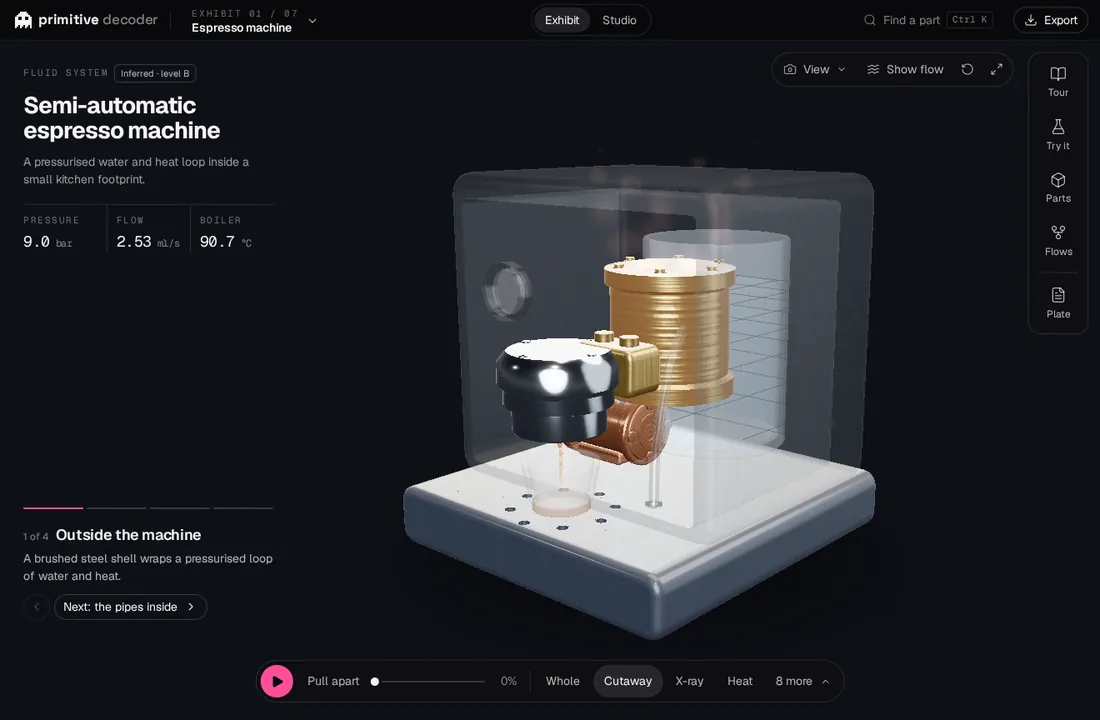 primitive decoder
EXHIBIT 01 / 07
Espresso machine
Exhibit
Studio
Find a part
Ctrl K
Export
FLUID SYSTEM
Inferred · level B
Semi-automatic
espresso machine
A pressurised water and heat loop inside a
small kitchen footprint.
PRESSURE
9.0 bar
FLOW
2.53 ml/s
BOILER
90.7 °C
View
Show flow
Tour
Try it
Parts
Flows
Plate
1 of 4 Outside the machine
A brushed steel shell wraps a pressurised loop
of water and heat.
Next: the pipes inside
Pull apart
0%
Whole
Cutaway
X-ray
Heat
8 more